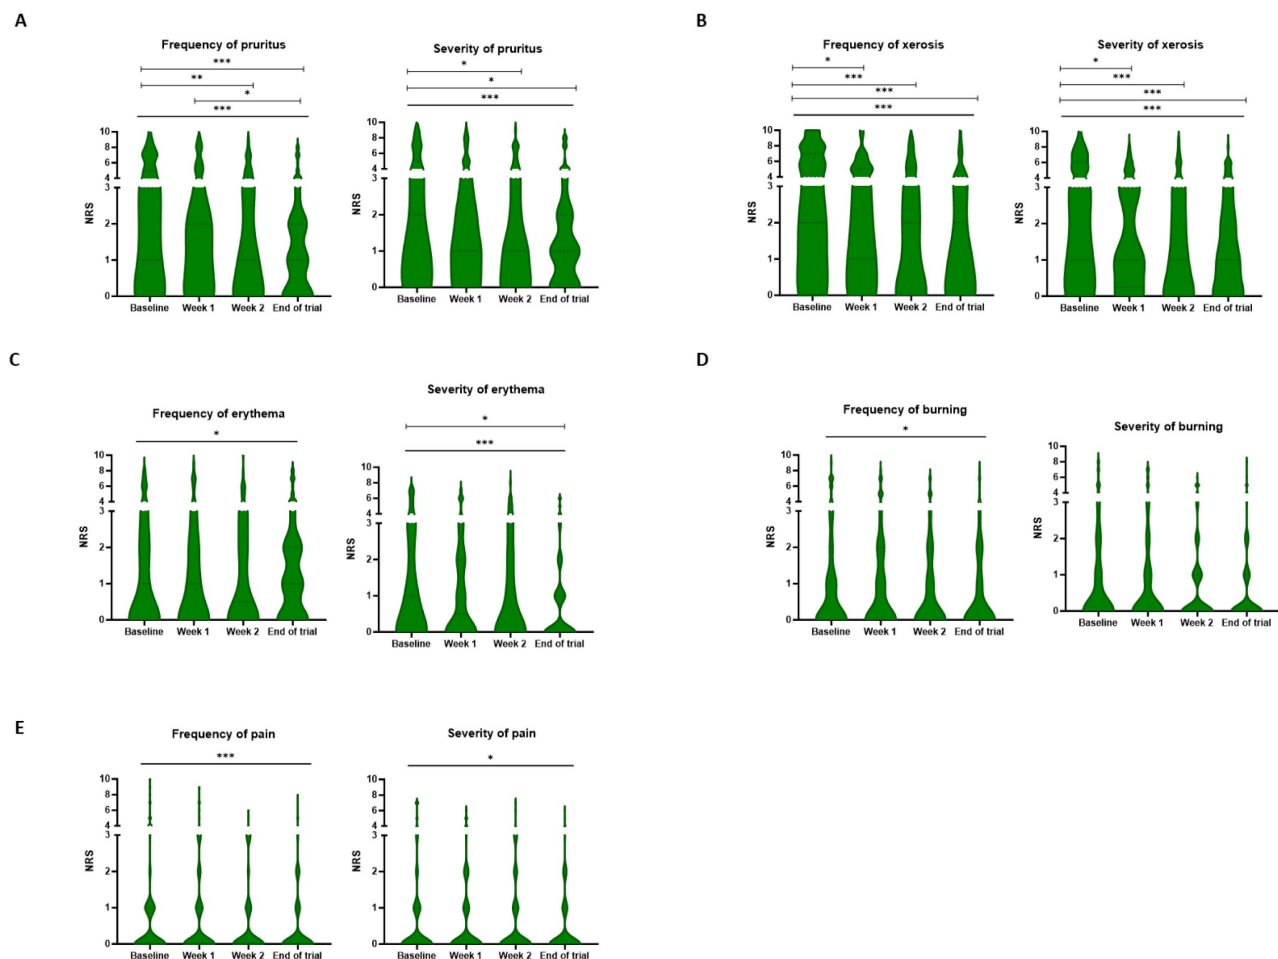 A
Frequency of pruritus
***
**
*
***
10
8
6
4
3
2
1
0
NRS
Baseline Week 1 Week 2 End of trial
Severity of pruritus
*
*
***
10
8
6
4
3
2
1
0
NRS
Baseline Week 1 Week 2 End of trial
B
Frequency of xerosis
*
***
***
***
10
8
6
4
3
2
1
0
NRS
Baseline Week 1 Week 2 End of trial
Severity of xerosis
*
***
***
***
10
8
6
4
3
2
1
0
NRS
Baseline Week 1 Week 2 End of trial
C
Frequency of erythema
*
10
8
6
4
3
2
1
0
NRS
Baseline Week 1 Week 2 End of trial
Severity of erythema
*
***
10
8
6
4
3
2
1
0
NRS
Baseline Week 1 Week 2 End of trial
D
Frequency of burning
*
10
8
6
4
3
2
1
0
NRS
Baseline Week 1 Week 2 End of trial
Severity of burning
10
8
6
4
3
2
1
0
NRS
Baseline Week 1 Week 2 End of trial
E
Frequency of pain
***
10
8
6
4
3
2
1
0
NRS
Baseline Week 1 Week 2 End of trial
Severity of pain
*
10
8
6
4
3
2
1
0
NRS
Baseline Week 1 Week 2 End of trial